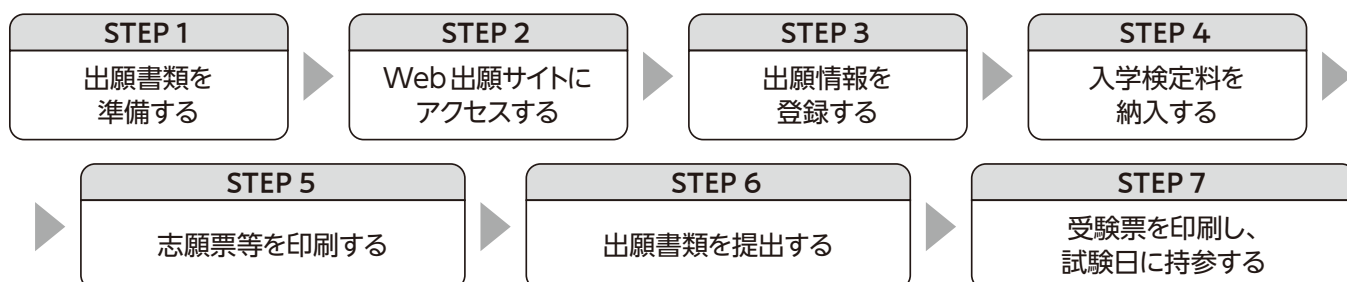 STEP 1
出願書類を
準備する
STEP 2
Web出願サイトに
アクセスする
STEP 3
出願情報を
登録する
STEP 4
入学検定料を
納入する
STEP 5
志願票等を印刷する
STEP 6
出願書類を提出する
STEP 7
受験票を印刷し、
試験日に持参する